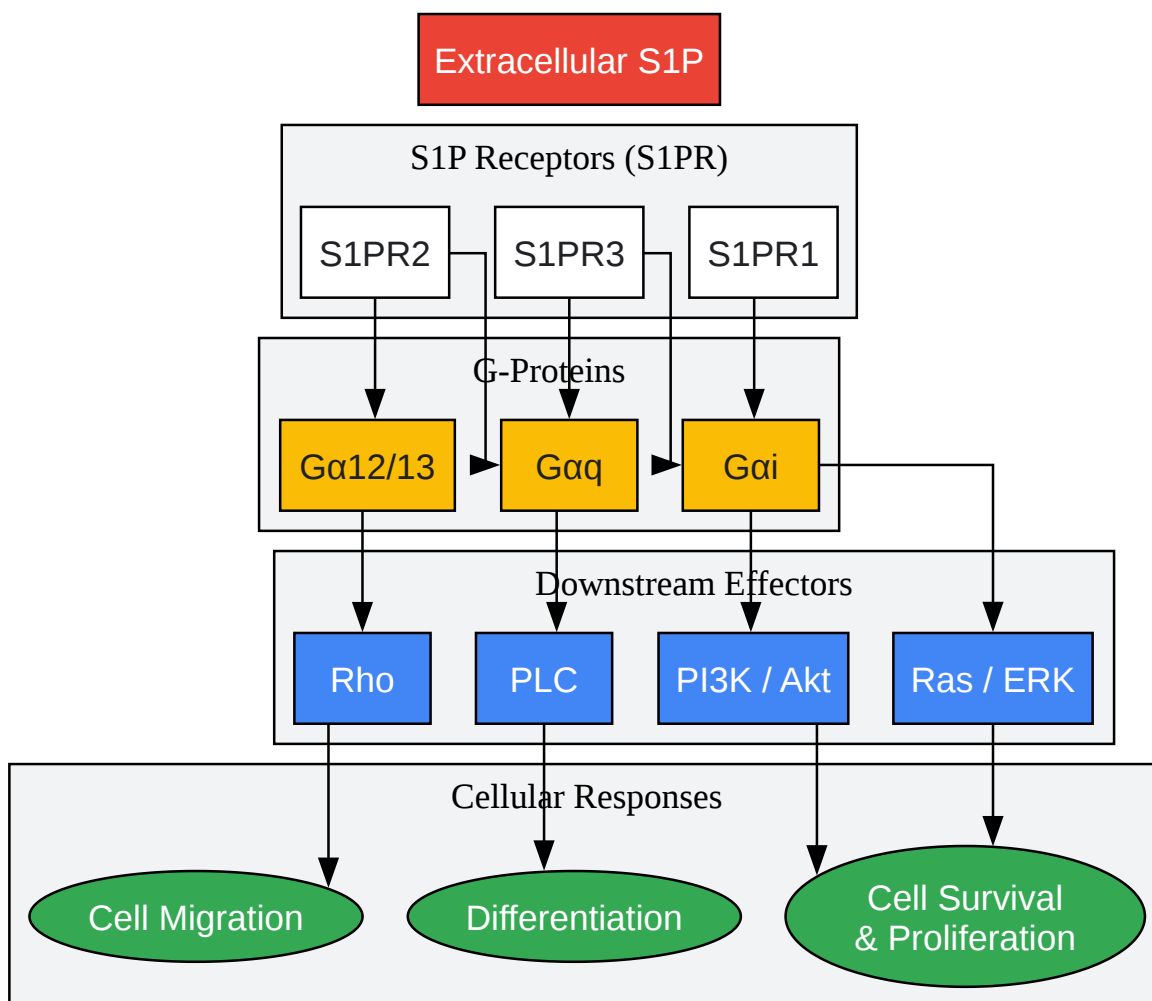 Extracellular S1P
S1P Receptors (S1PR)
S1PR2
S1PR3
S1PR1
G-Proteins
Gα12/13
Gαq
Gαi
Downstream Effectors
Rho
PLC
PI3K / Akt
Ras / ERK
Cellular Responses
Cell Migration
Differentiation
Cell Survival
& Proliferation